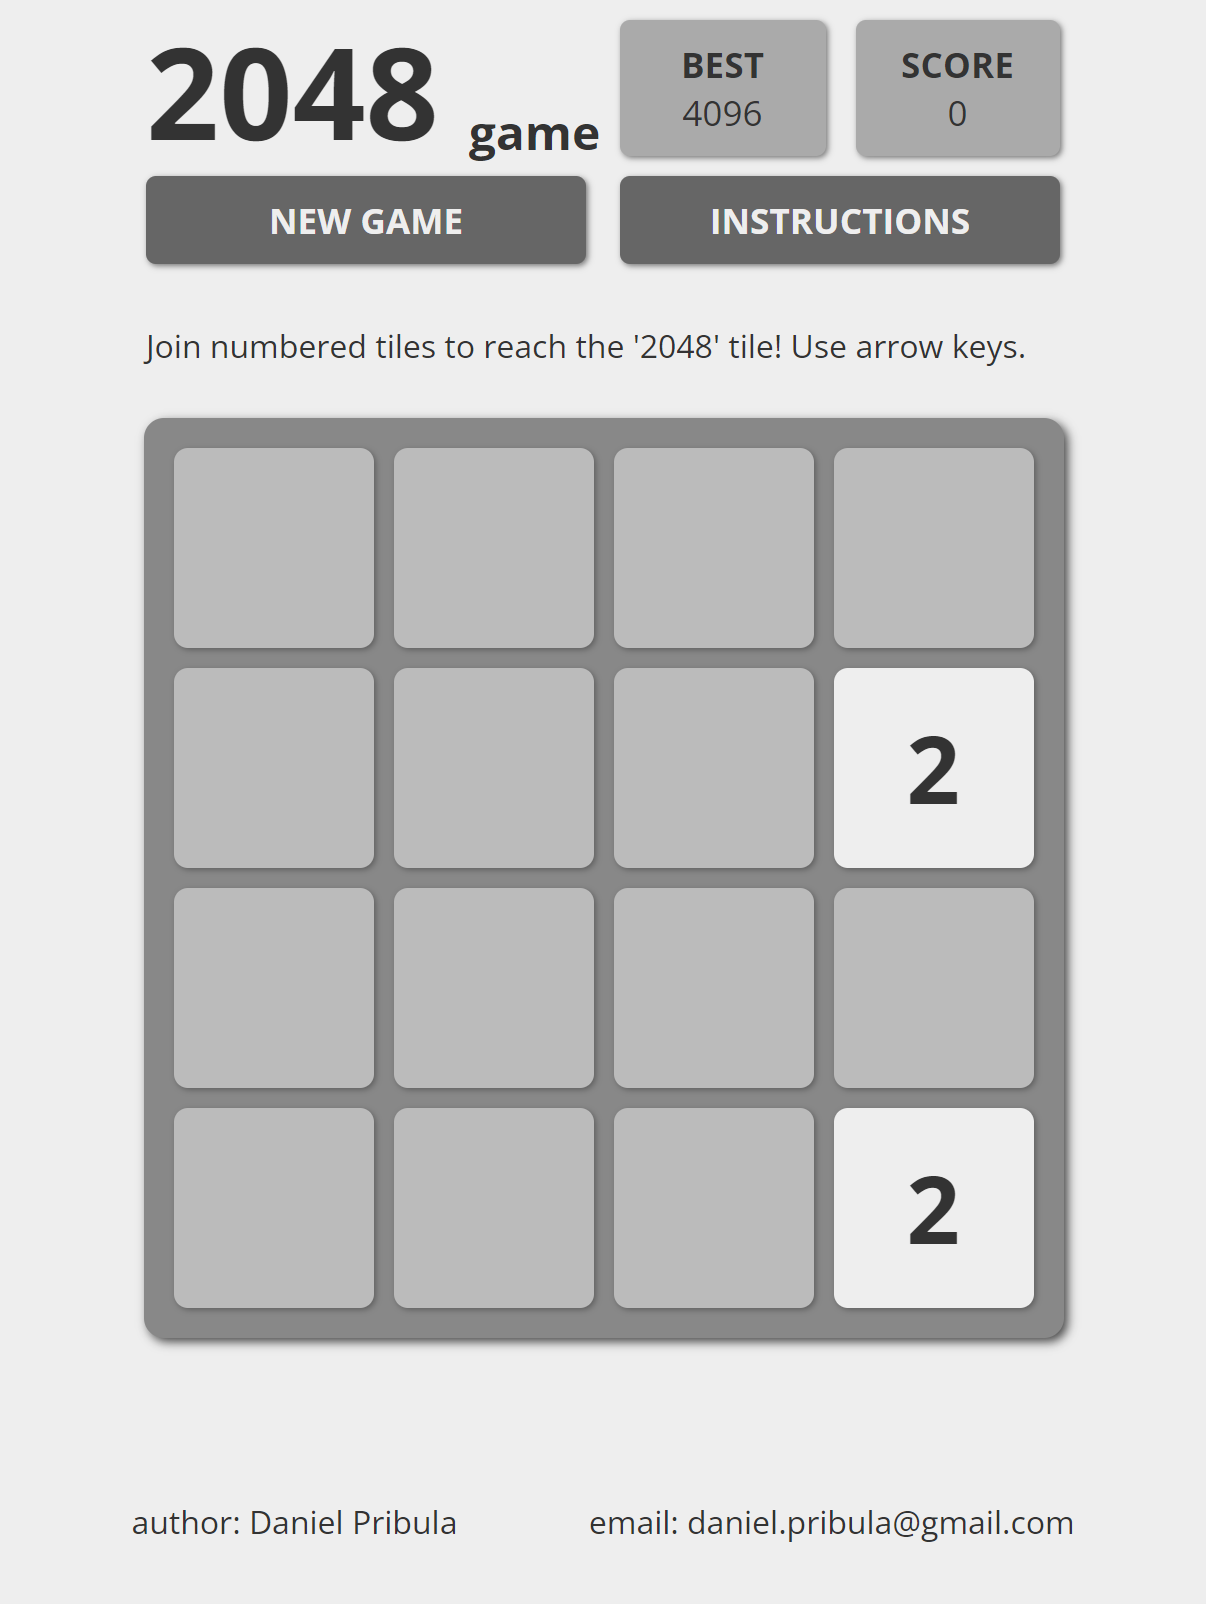 2048 game
BEST
4096
SCORE
0
NEW GAME
INSTRUCTIONS
Join numbered tiles to reach the '2048' tile! Use arrow keys.
2
2
author: Daniel Pribula
email: daniel.pribula@gmail.com